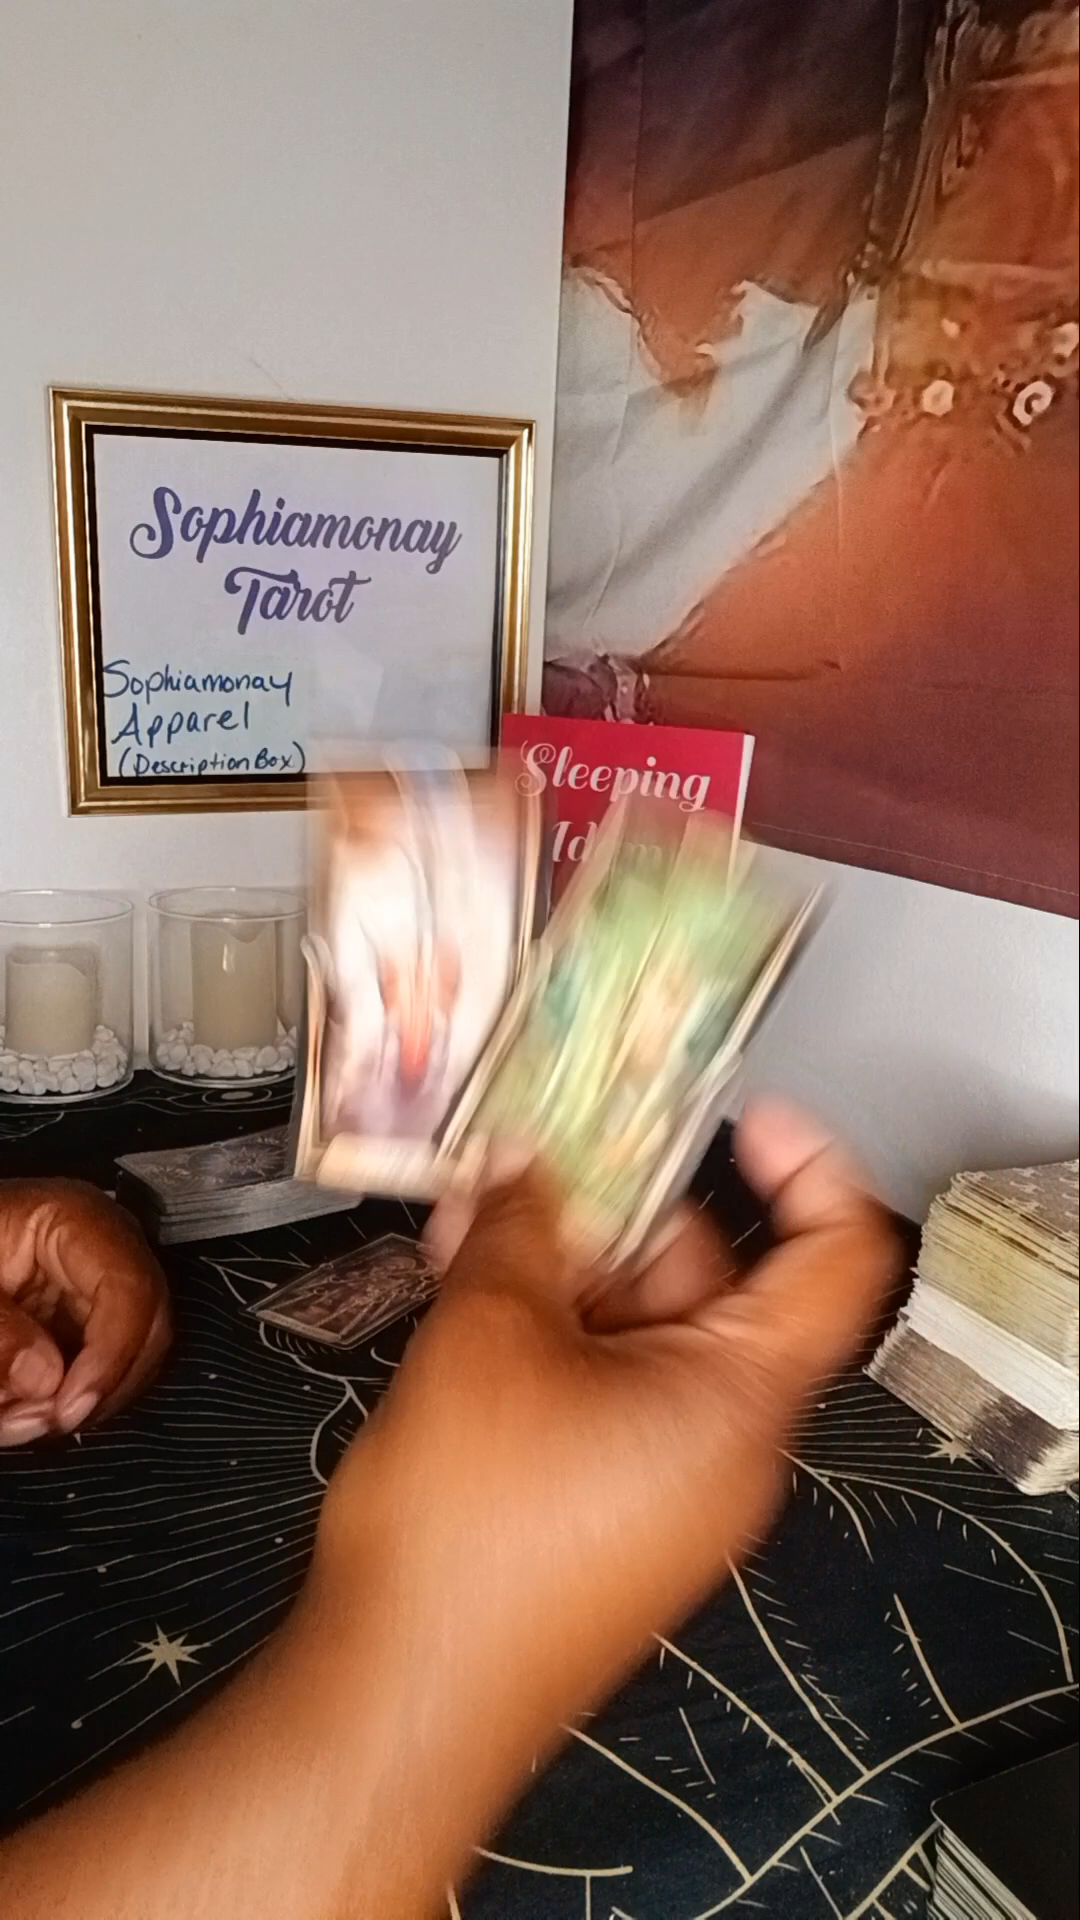 Sophiamonay
Tarot
Sophiamonay
Apparel
(Description Box)
Sleeping